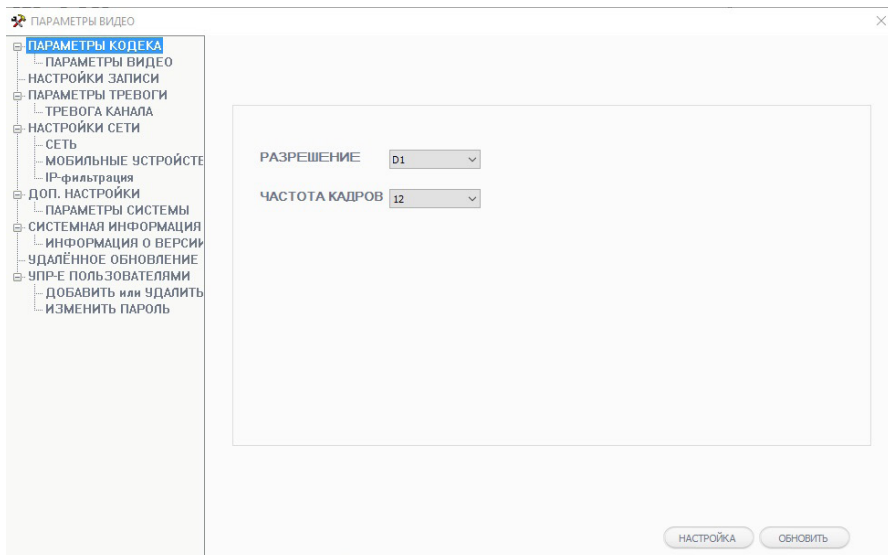 ПАРАМЕТРЫ ВИДЕО
ПАРАМЕТРЫ КОДЕКА
ПАРАМЕТРЫ ВИДЕО
НАСТРОЙКИ ЗАПИСИ
ПАРАМЕТРЫ ТРЕВОГИ
ТРЕВОГА КАНАЛА
НАСТРОЙКИ СЕТИ
СЕТЬ
МОБИЛЬНЫЕ УСТРОЙСТЕ
IP-фильтрация
ДОП. НАСТРОЙКИ
ПАРАМЕТРЫ СИСТЕМЫ
СИСТЕМНАЯ ИНФОРМАЦИЯ
ИНФОРМАЦИЯ О ВЕРСИИ
УДАЛЁННОЕ ОБНОВЛЕНИЕ
УПР-Е ПОЛЬЗОВАТЕЛЯМИ
ДОБАВИТЬ или УДАЛИТЬ
ИЗМЕНИТЬ ПАРОЛЬ
РАЗРЕШЕНИЕ D1
ЧАСТОТА КАДРОВ 12
НАСТРОЙКА ОБНОВИТЬ